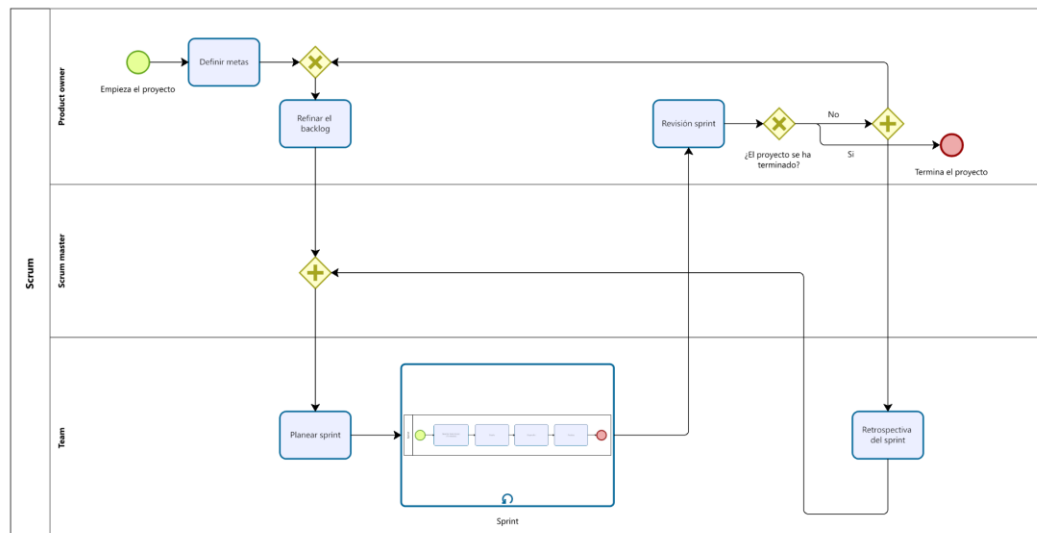 Scrum
Product owner
Empieza el proyecto
Definir metas
Refinar el
backlog
Revisión sprint
¿El proyecto se ha
terminado?
No
Si
Termina el proyecto
Scrum master
Team
Planear sprint
Sprint
Retrospectiva
del sprint